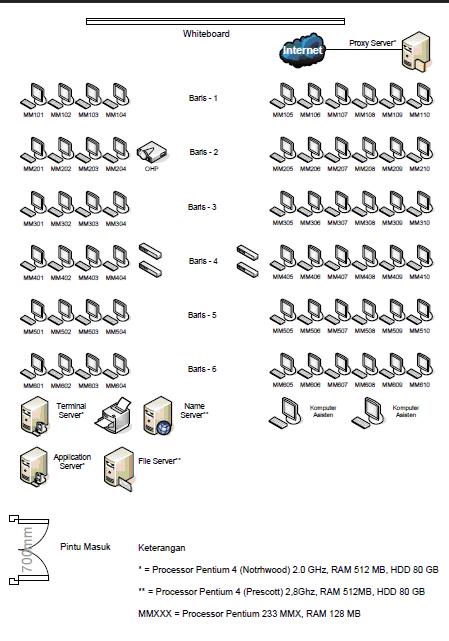 Whiteboard
Internet
Proxy Server*
MM101 MM102 MM103 MM104
Baris - 1
MM105 MM106 MM107 MM108 MM109 MM110
MM201 MM202 MM203 MM204
OHP
Baris - 2
MM205 MM206 MM207 MM208 MM209 MM210
MM301 MM302 MM303 MM304
Baris - 3
MM305 MM306 MM307 MM308 MM309 MM310
MM401 MM402 MM403 MM404
Baris - 4
MM405 MM406 MM407 MM408 MM409 MM410
MM501 MM502 MM503 MM504
Baris - 5
MM505 MM506 MM507 MM508 MM509 MM510
MM601 MM602 MM603 MM604
Baris - 6
MM605 MM606 MM607 MM608 MM609 MM610
Terminal
Server*
Name
Server**
Komputer
Asisten
Komputer
Asisten
Application
Server*
File Server**
700mm
Pintu Masuk
Keterangan
* = Processor Pentium 4 (Notrhwood) 2.0 GHz, RAM 512 MB, HDD 80 GB
** = Processor Pentium 4 (Prescott) 2,8Ghz, RAM 512MB, HDD 80 GB
MMXXX = Processor Pentium 233 MMX, RAM 128 MB